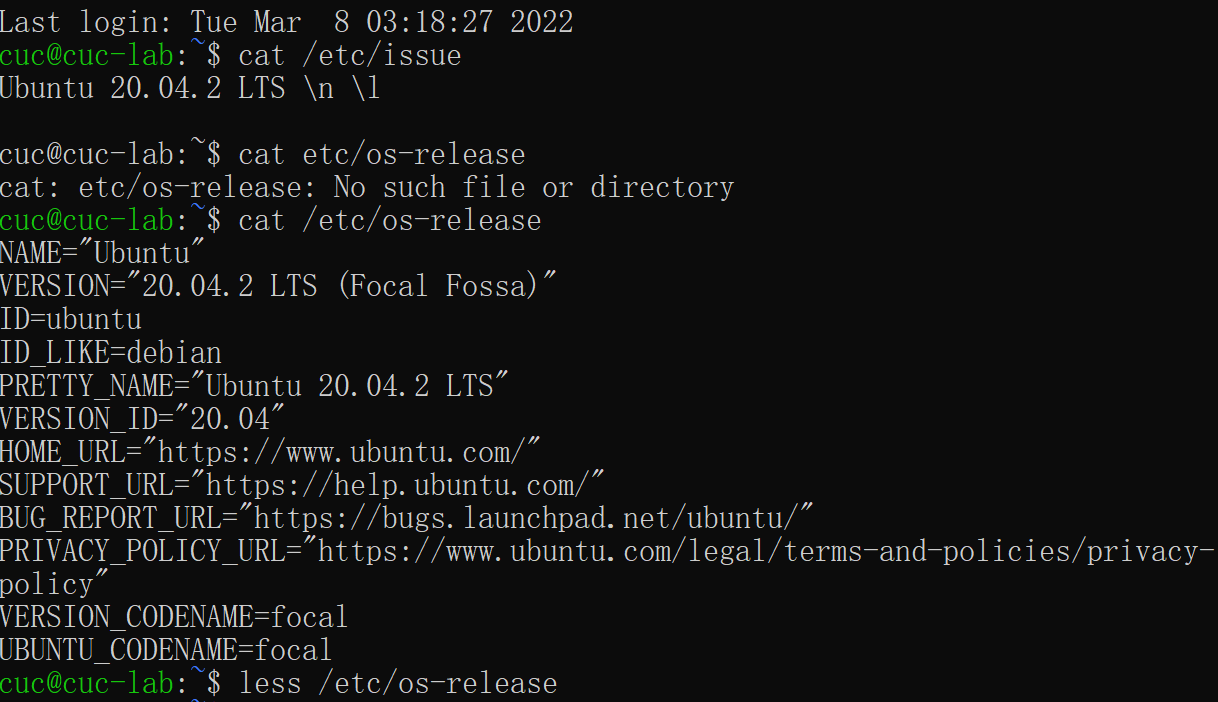 Last login: Tue Mar  8 03:18:27 2022
cuc@cuc-lab:~$ cat /etc/issue
Ubuntu 20.04.2 LTS \n \l
cuc@cuc-lab:~$ cat etc/os-release
cat: etc/os-release: No such file or directory
cuc@cuc-lab:~$ cat /etc/os-release
NAME="Ubuntu"
VERSION="20.04.2 LTS (Focal Fossa)"
ID=ubuntu
ID_LIKE=debian
PRETTY_NAME="Ubuntu 20.04.2 LTS"
VERSION_ID="20.04"
HOME_URL="https://www.ubuntu.com/"
SUPPORT_URL="https://help.ubuntu.com/"
BUG_REPORT_URL="https://bugs.launchpad.net/ubuntu/"
PRIVACY_POLICY_URL="https://www.ubuntu.com/legal/terms-and-policies/privacy-
policy"
VERSION_CODENAME=focal
UBUNTU_CODENAME=focal
cuc@cuc-lab:~$ less /etc/os-release